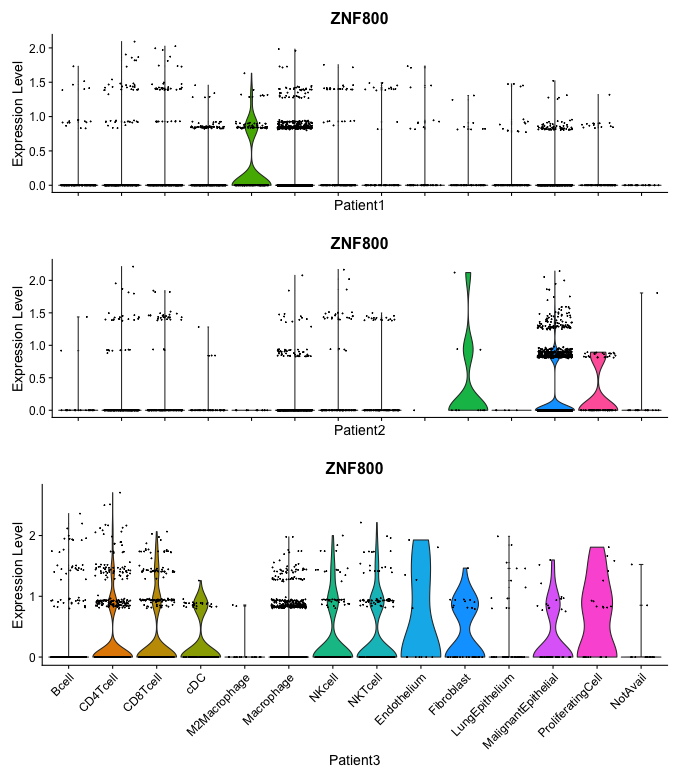 ZNF800
Expression Level
2.0
1.5
1.0
0.5
0.0
Patient1
ZNF800
Expression Level
2.0
1.5
1.0
0.5
0.0
Patient2
ZNF800
Expression Level
2
1
0
Bcell
CD4Tcell
CD8Tcell
cDC
M2Macrophage
Macrophage
NKcell
NKTcell
Endothelium
Fibroblast
LungEpithelium
MalignantEpithelial
ProliferatingCell
NotAvail
Patient3